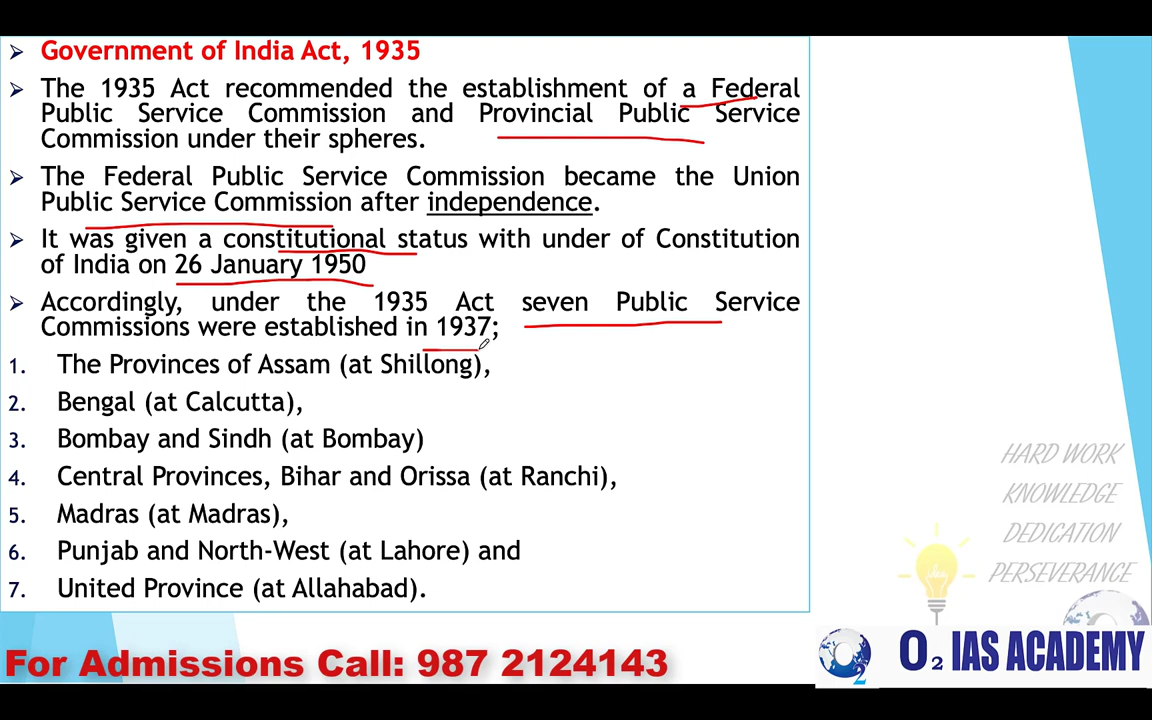 Government of India Act, 1935
The 1935 Act recommended the establishment of a Federal
Public Service Commission and Provincial Public Service
Commission under their spheres.
The Federal Public Service Commission became the Union
Public Service Commission after independence.
It was given a constitutional status with under of Constitution
of India on 26 January 1950
Accordingly, under the 1935 Act seven Public Service
Commissions were established in 1937;
1. The Provinces of Assam (at Shillong),
2. Bengal (at Calcutta),
3. Bombay and Sindh (at Bombay)
4. Central Provinces, Bihar and Orissa (at Ranchi),
5. Madras (at Madras),
6. Punjab and North-West (at Lahore) and
7. United Province (at Allahabad).
HARD WORK
KNOWLEDGE
DEDICATION
PERSEVERANCE
For Admissions Call: 987 2124143
O2
O2 IAS ACADEMY